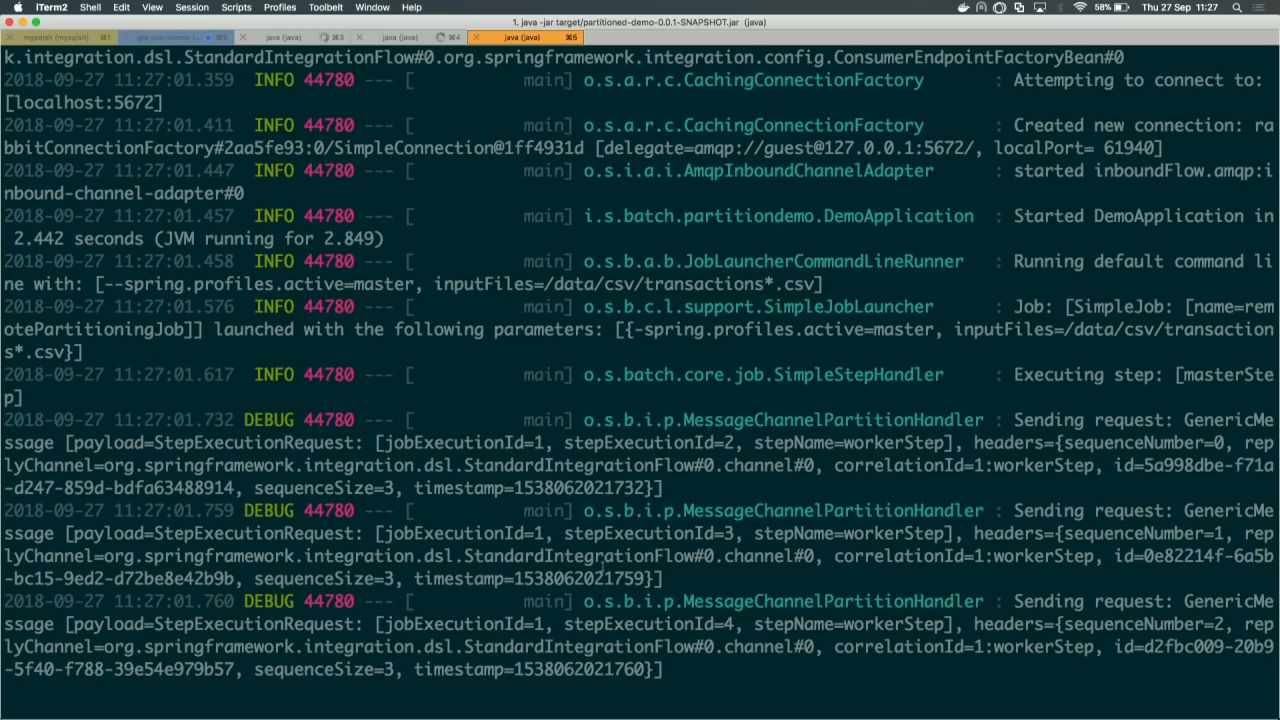 iTerm2 Shell Edit View Session Scripts Profiles Toolbelt Window Help 58% Thu 27 Sep 11:27
1. java -jar target/partitioned-demo-0.0.1-SNAPSHOT.jar (java)
mysqlsh (mysqlsh) ⌘1 ⌘2 java (java) ⌘3 java (java) ⌘4 java (java) ⌘5
k.integration.dsl.StandardIntegrationFlow#0.org.springframework.integration.config.ConsumerEndpointFactoryBean#0
2018-09-27 11:27:01.359 INFO 44780 --- [ main] o.s.a.r.c.CachingConnectionFactory : Attempting to connect to:
[localhost:5672]
2018-09-27 11:27:01.411 INFO 44780 --- [ main] o.s.a.r.c.CachingConnectionFactory : Created new connection: ra
bbitConnectionFactory#2aa5fe93:0/SimpleConnection@1ff4931d [delegate=amqp://guest@127.0.0.1:5672/, localPort= 61940]
2018-09-27 11:27:01.447 INFO 44780 --- [ main] o.s.i.a.i.AmqpInboundChannelAdapter : started inboundFlow.amqp:i
nbound-channel-adapter#0
2018-09-27 11:27:01.457 INFO 44780 --- [ main] i.s.batch.partitiondemo.DemoApplication : Started DemoApplication in
2.442 seconds (JVM running for 2.849)
2018-09-27 11:27:01.458 INFO 44780 --- [ main] o.s.b.a.b.JobLauncherCommandLineRunner : Running default command li
ne with: [--spring.profiles.active=master, inputFiles=/data/csv/transactions*.csv]
2018-09-27 11:27:01.576 INFO 44780 --- [ main] o.s.b.c.l.support.SimpleJobLauncher : Job: [SimpleJob: [name=rem
otePartitioningJob]] launched with the following parameters: [{-spring.profiles.active=master, inputFiles=/data/csv/transaction
s*.csv}]
2018-09-27 11:27:01.617 INFO 44780 --- [ main] o.s.batch.core.job.SimpleStepHandler : Executing step: [masterSte
p]
2018-09-27 11:27:01.732 DEBUG 44780 --- [ main] o.s.b.i.p.MessageChannelPartitionHandler : Sending request: GenericMe
ssage [payload=StepExecutionRequest: [jobExecutionId=1, stepExecutionId=2, stepName=workerStep], headers={sequenceNumber=0, rep
lyChannel=org.springframework.integration.dsl.StandardIntegrationFlow#0.channel#0, correlationId=1:workerStep, id=5a998dbe-f71a
-d247-859d-bdfa63488914, sequenceSize=3, timestamp=1538062021732}]
2018-09-27 11:27:01.759 DEBUG 44780 --- [ main] o.s.b.i.p.MessageChannelPartitionHandler : Sending request: GenericMe
ssage [payload=StepExecutionRequest: [jobExecutionId=1, stepExecutionId=3, stepName=workerStep], headers={sequenceNumber=1, rep
lyChannel=org.springframework.integration.dsl.StandardIntegrationFlow#0.channel#0, correlationId=1:workerStep, id=0e82214f-6a5b
-bc15-9ed2-d72be8e42b9b, sequenceSize=3, timestamp=1538062021759}]
2018-09-27 11:27:01.760 DEBUG 44780 --- [ main] o.s.b.i.p.MessageChannelPartitionHandler : Sending request: GenericMe
ssage [payload=StepExecutionRequest: [jobExecutionId=1, stepExecutionId=4, stepName=workerStep], headers={sequenceNumber=2, rep
lyChannel=org.springframework.integration.dsl.StandardIntegrationFlow#0.channel#0, correlationId=1:workerStep, id=d2fbc009-20b9
-5f40-f788-39e54e979b57, sequenceSize=3, timestamp=1538062021760}]